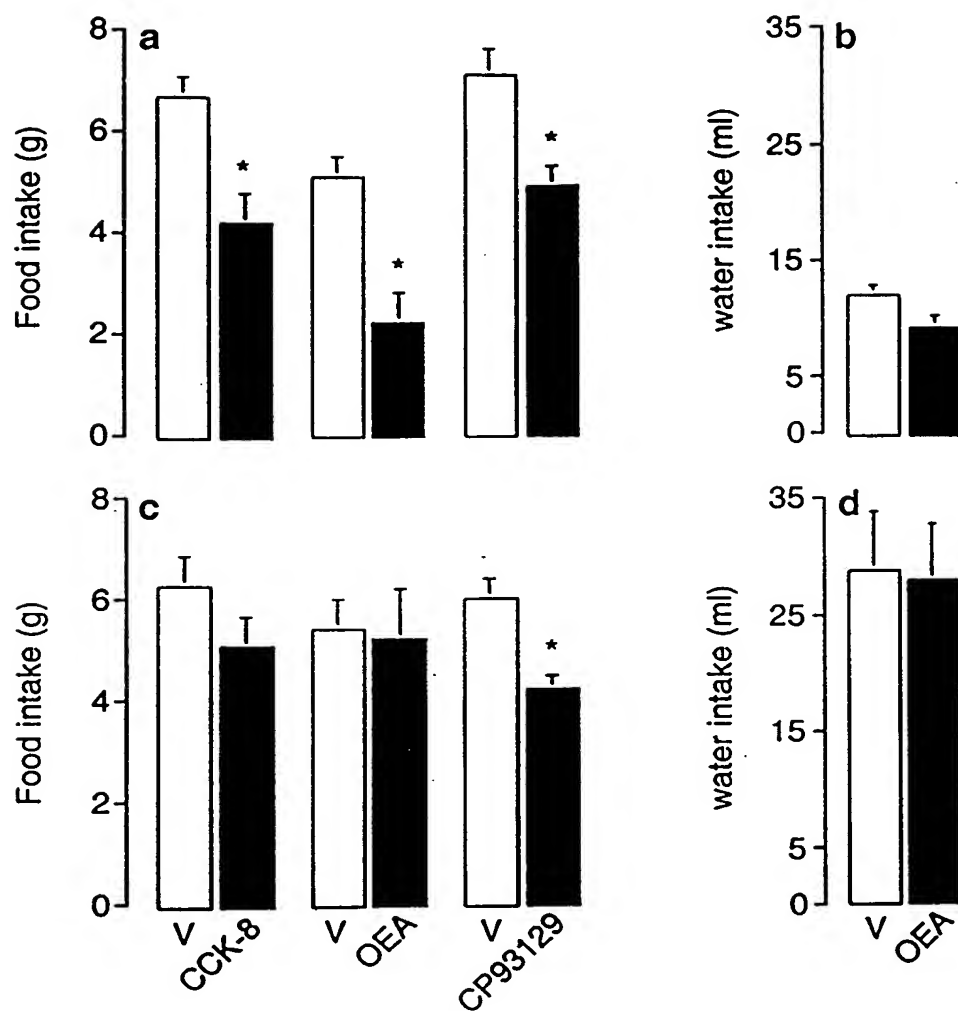 a
8
6
4
2
0
Food intake (g)
*
*
*
b
35
25
15
5
0
water intake (ml)
c
8
6
4
2
0
Food intake (g)
*
V
CCK-8
V
OEA
V
CP93129
d
35
25
15
5
0
water intake (ml)
V
OEA